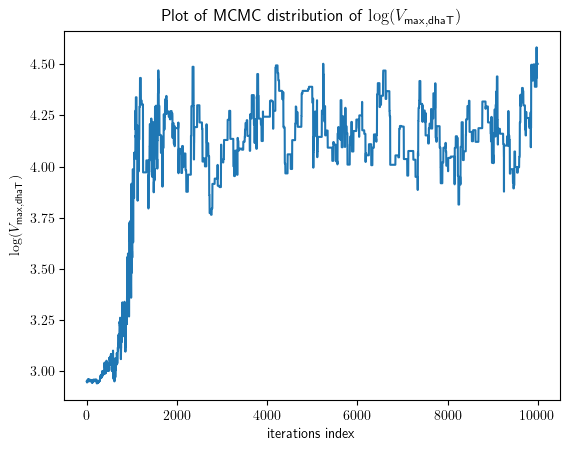 Plot of MCMC distribution of log(V_max,dhaT)
4.50
4.25
4.00
3.75
3.50
3.25
3.00
log(V_max,dhaT)
0 2000 4000 6000 8000 10000
iterations index